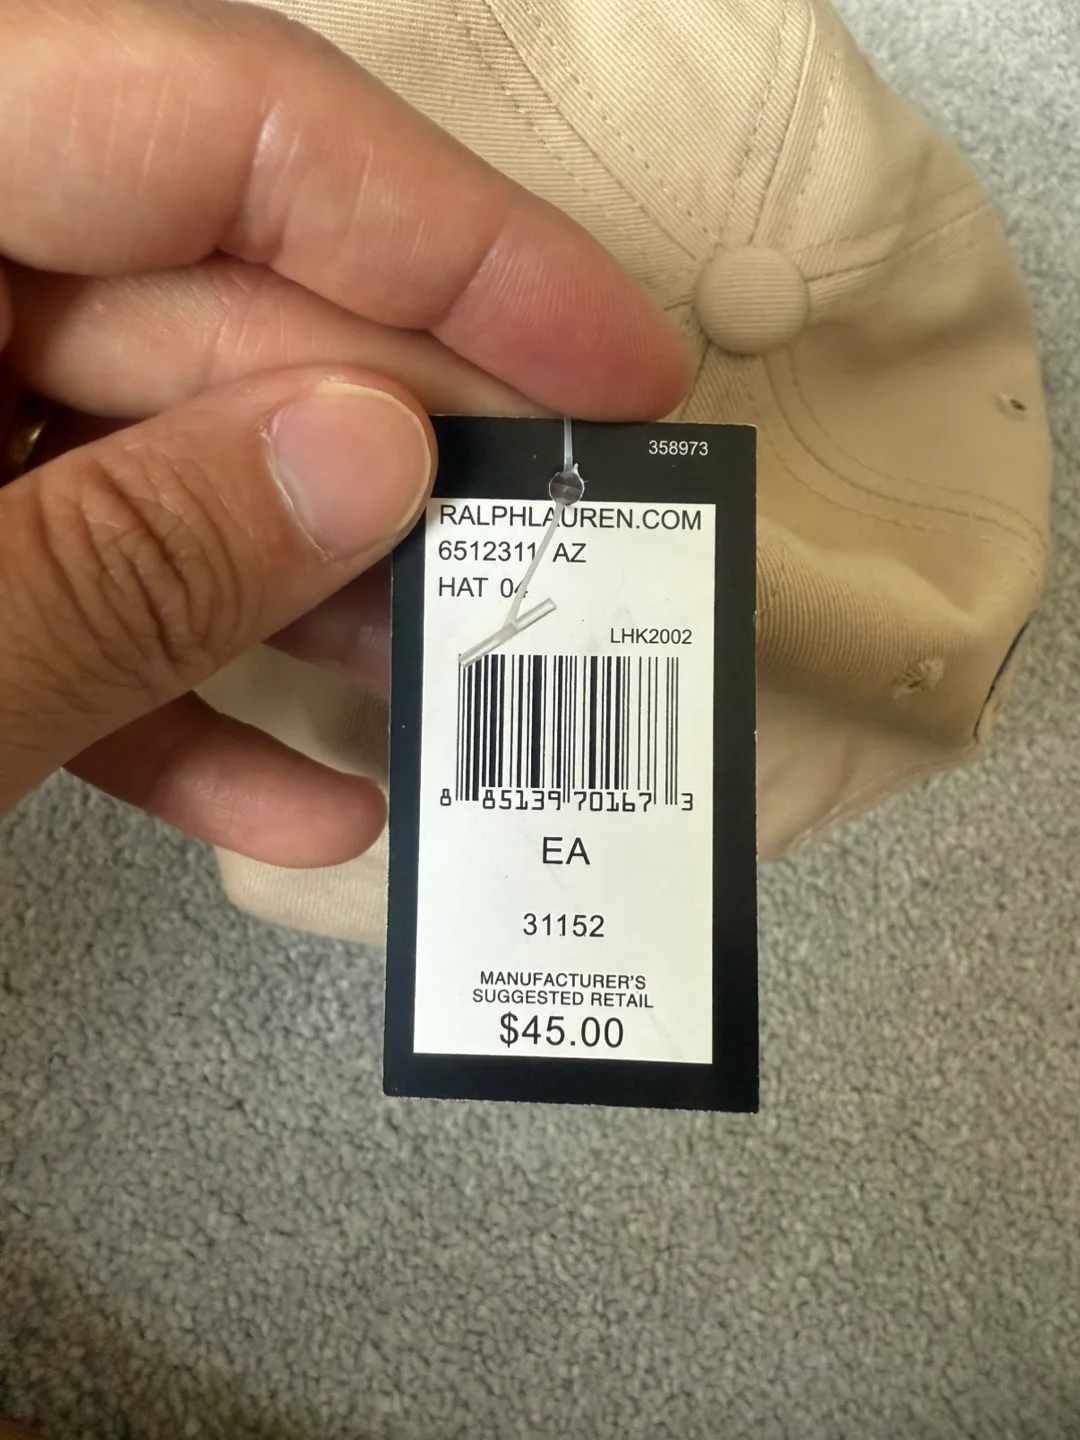 358973
RALPHLAUREN.COM
6512311 AZ
HAT 04
LHK2002
8 85139 70167 3
EA
31152
MANUFACTURER'S
SUGGESTED RETAIL
$45.00